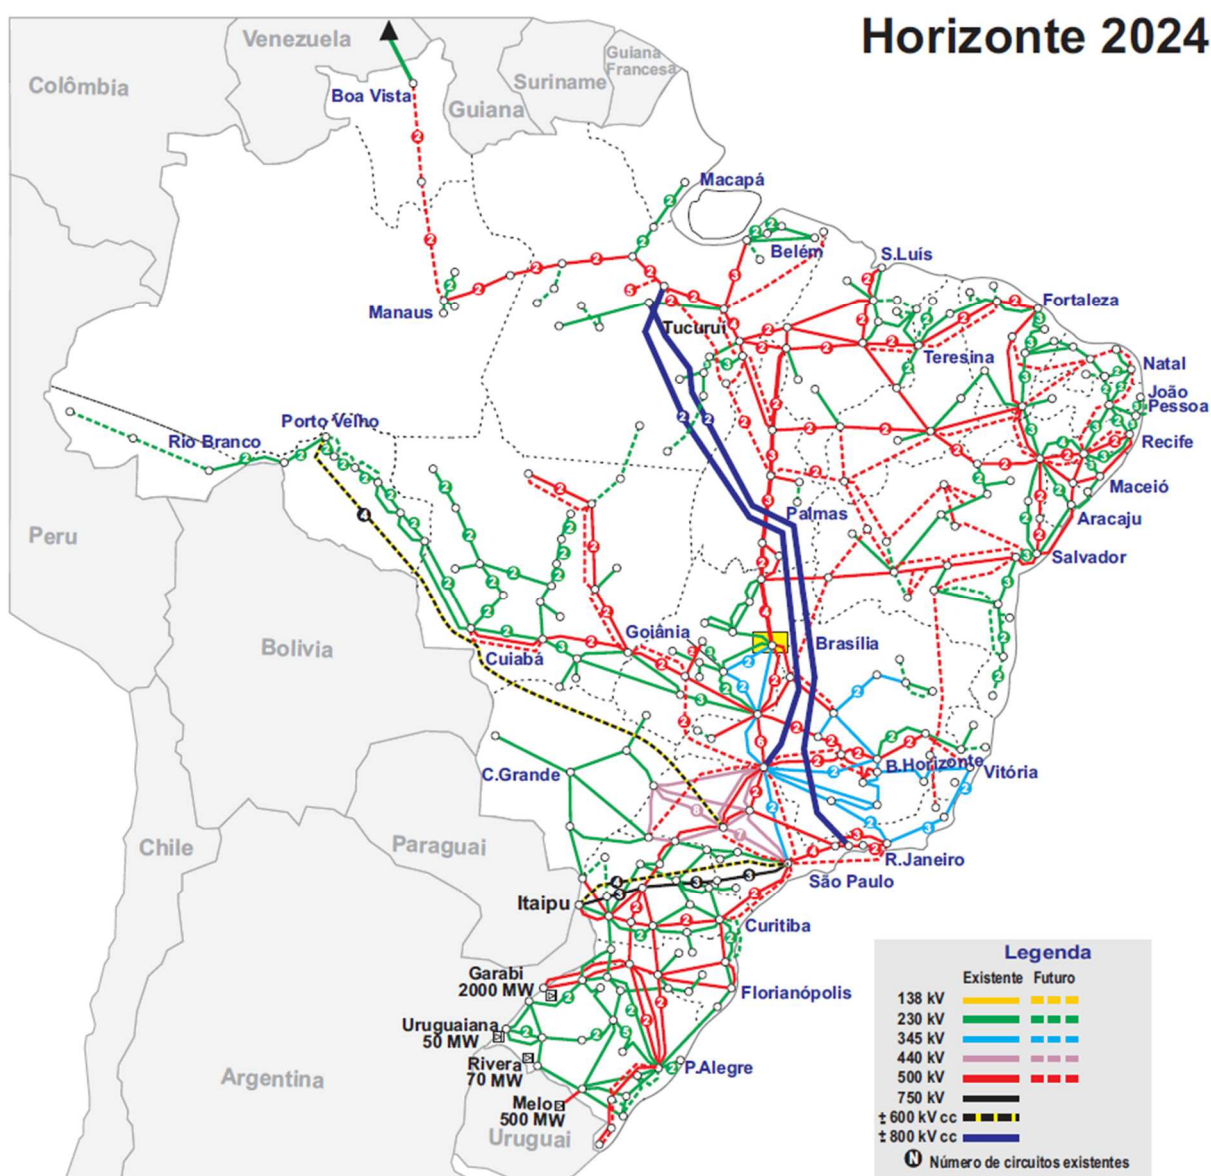 Horizonte 2024
Venezuela
Guiana
Francesa
Colômbia
Suriname
Boa Vista
Guiana
Macapá
Belém
S.Luís
Manaus
Fortaleza
Tucuruí
Teresina
Natal
João
Pessoa
Porto Velho
Rio Branco
Recife
Maceió
Palmas
Aracaju
Peru
Salvador
Goiânia
Brasília
Bolivia
Cuiabá
C.Grande
B.Horizonte
Vitória
Chile
Paraguai
R.Janeiro
São Paulo
Itaipu
Curitiba
Garabi
2000 MW
Florianópolis
Uruguaiana
50 MW
Rivera
70 MW
P.Alegre
Argentina
Melo
500 MW
Uruguai
Legenda
Existente Futuro
138 kV
230 kV
345 kV
440 kV
500 kV
750 kV
± 600 kV cc
± 800 kV cc
N Número de circuitos existentes